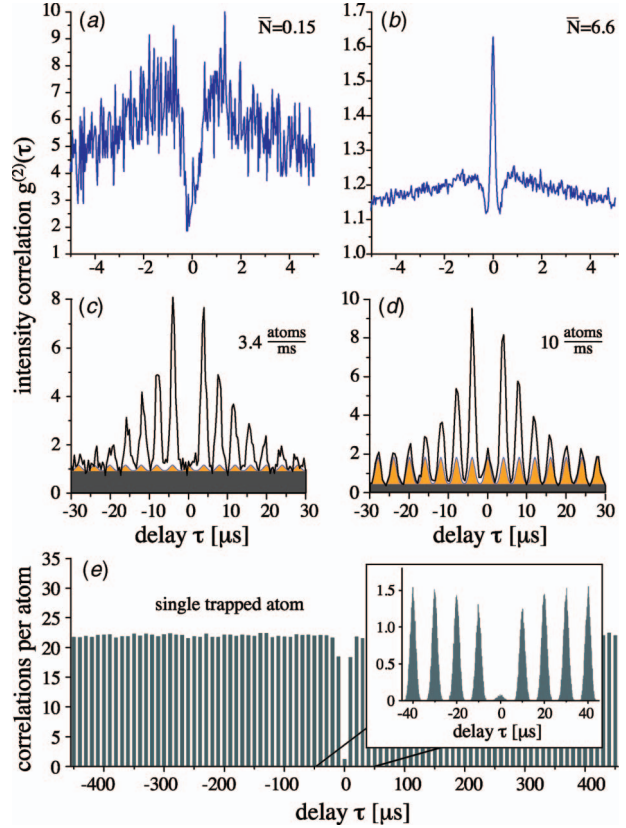 intensity correlation g⁽²⁾(τ)
(a)
N̄=0.15
10
9
8
7
6
5
4
3
2
1
-4 -2 0 2 4
(b)
N̄=6.6
1.7
1.6
1.5
1.4
1.3
1.2
1.1
1.0
-4 -2 0 2 4
(c)
3.4 atoms/ms
8
6
4
2
0
-30 -20 -10 0 10 20 30
delay τ [µs]
(d)
10 atoms/ms
10
8
6
4
2
0
-30 -20 -10 0 10 20 30
delay τ [µs]
(e)
single trapped atom
correlations per atom
35
30
25
20
15
10
5
0
-400 -300 -200 -100 0 100 200 300 400
delay τ [µs]
1.5
1.0
0.5
0
-40 -20 0 20 40
delay τ [µs]